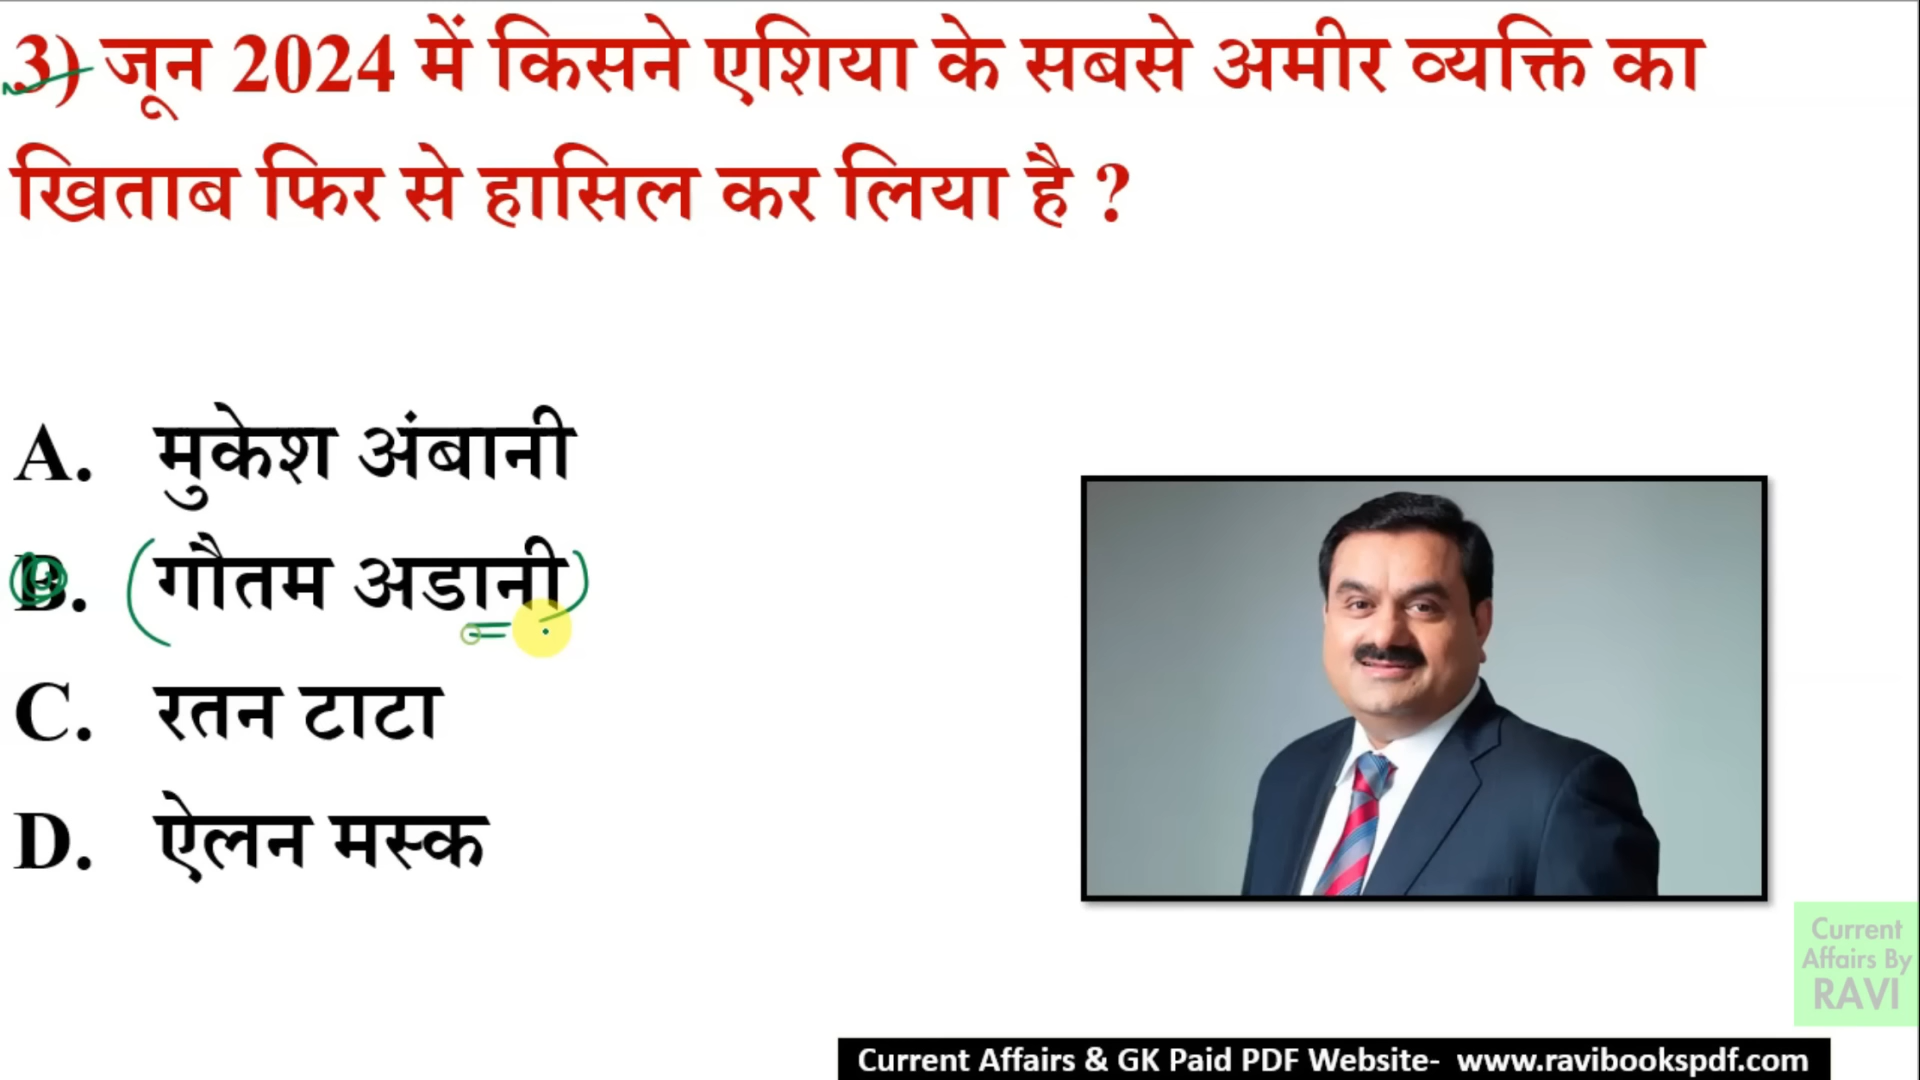 3) जून 2024 में किसने एशिया के सबसे अमीर व्यक्ति का
खिताब फिर से हासिल कर लिया है ?
A. मुकेश अंबानी
B. (गौतम अडानी)
C. रतन टाटा
D. ऐलन मस्क
Current
Affairs By
RAVI
Current Affairs & GK Paid PDF Website- www.ravibookspdf.com